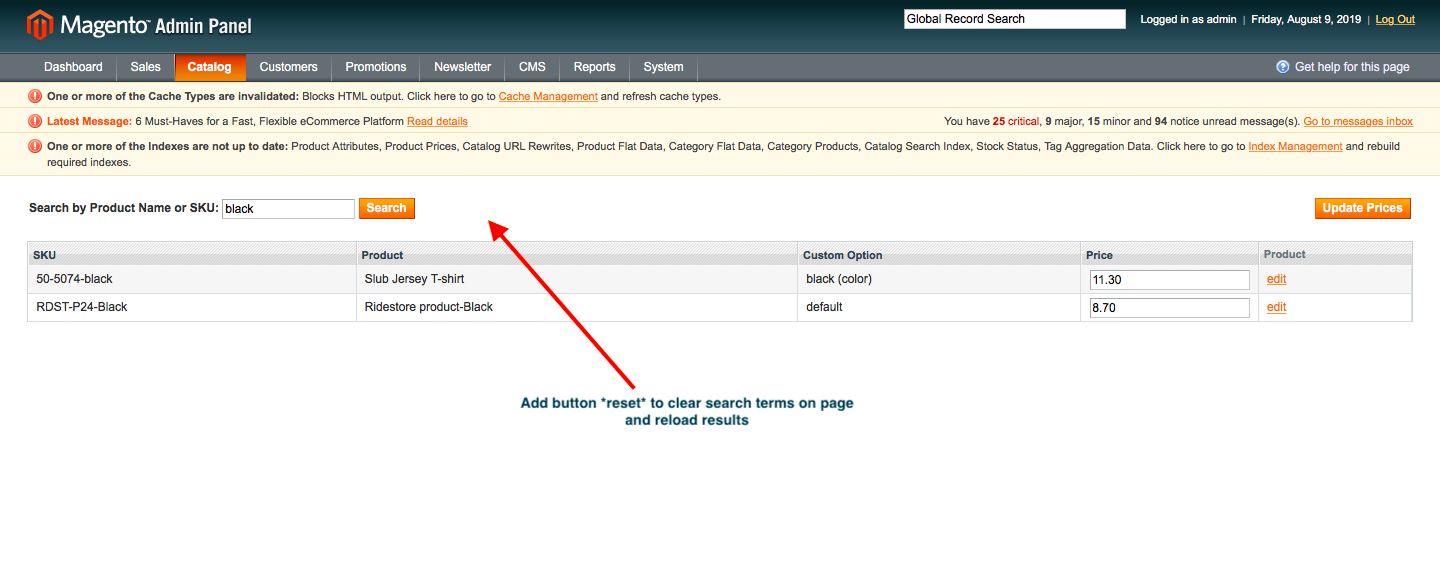 Magento™ Admin Panel
Global Record Search
Logged in as admin | Friday, August 9, 2019 | Log Out
Dashboard Sales Catalog Customers Promotions Newsletter CMS Reports System
Get help for this page
One or more of the Cache Types are invalidated: Blocks HTML output. Click here to go to Cache Management and refresh cache types.
Latest Message: 6 Must-Haves for a Fast, Flexible eCommerce Platform Read details
You have 25 critical, 9 major, 15 minor and 94 notice unread message(s). Go to messages inbox
One or more of the Indexes are not up to date: Product Attributes, Product Prices, Catalog URL Rewrites, Product Flat Data, Category Flat Data, Category Products, Catalog Search Index, Stock Status, Tag Aggregation Data. Click here to go to Index Management and rebuild
required indexes.
Search by Product Name or SKU: black Search
Update Prices
SKU Product Custom Option Price Product
50-5074-black Slub Jersey T-shirt black (color) 11.30 edit
RDST-P24-Black Ridestore product-Black default 8.70 edit
Add button *reset* to clear search terms on page
and reload results